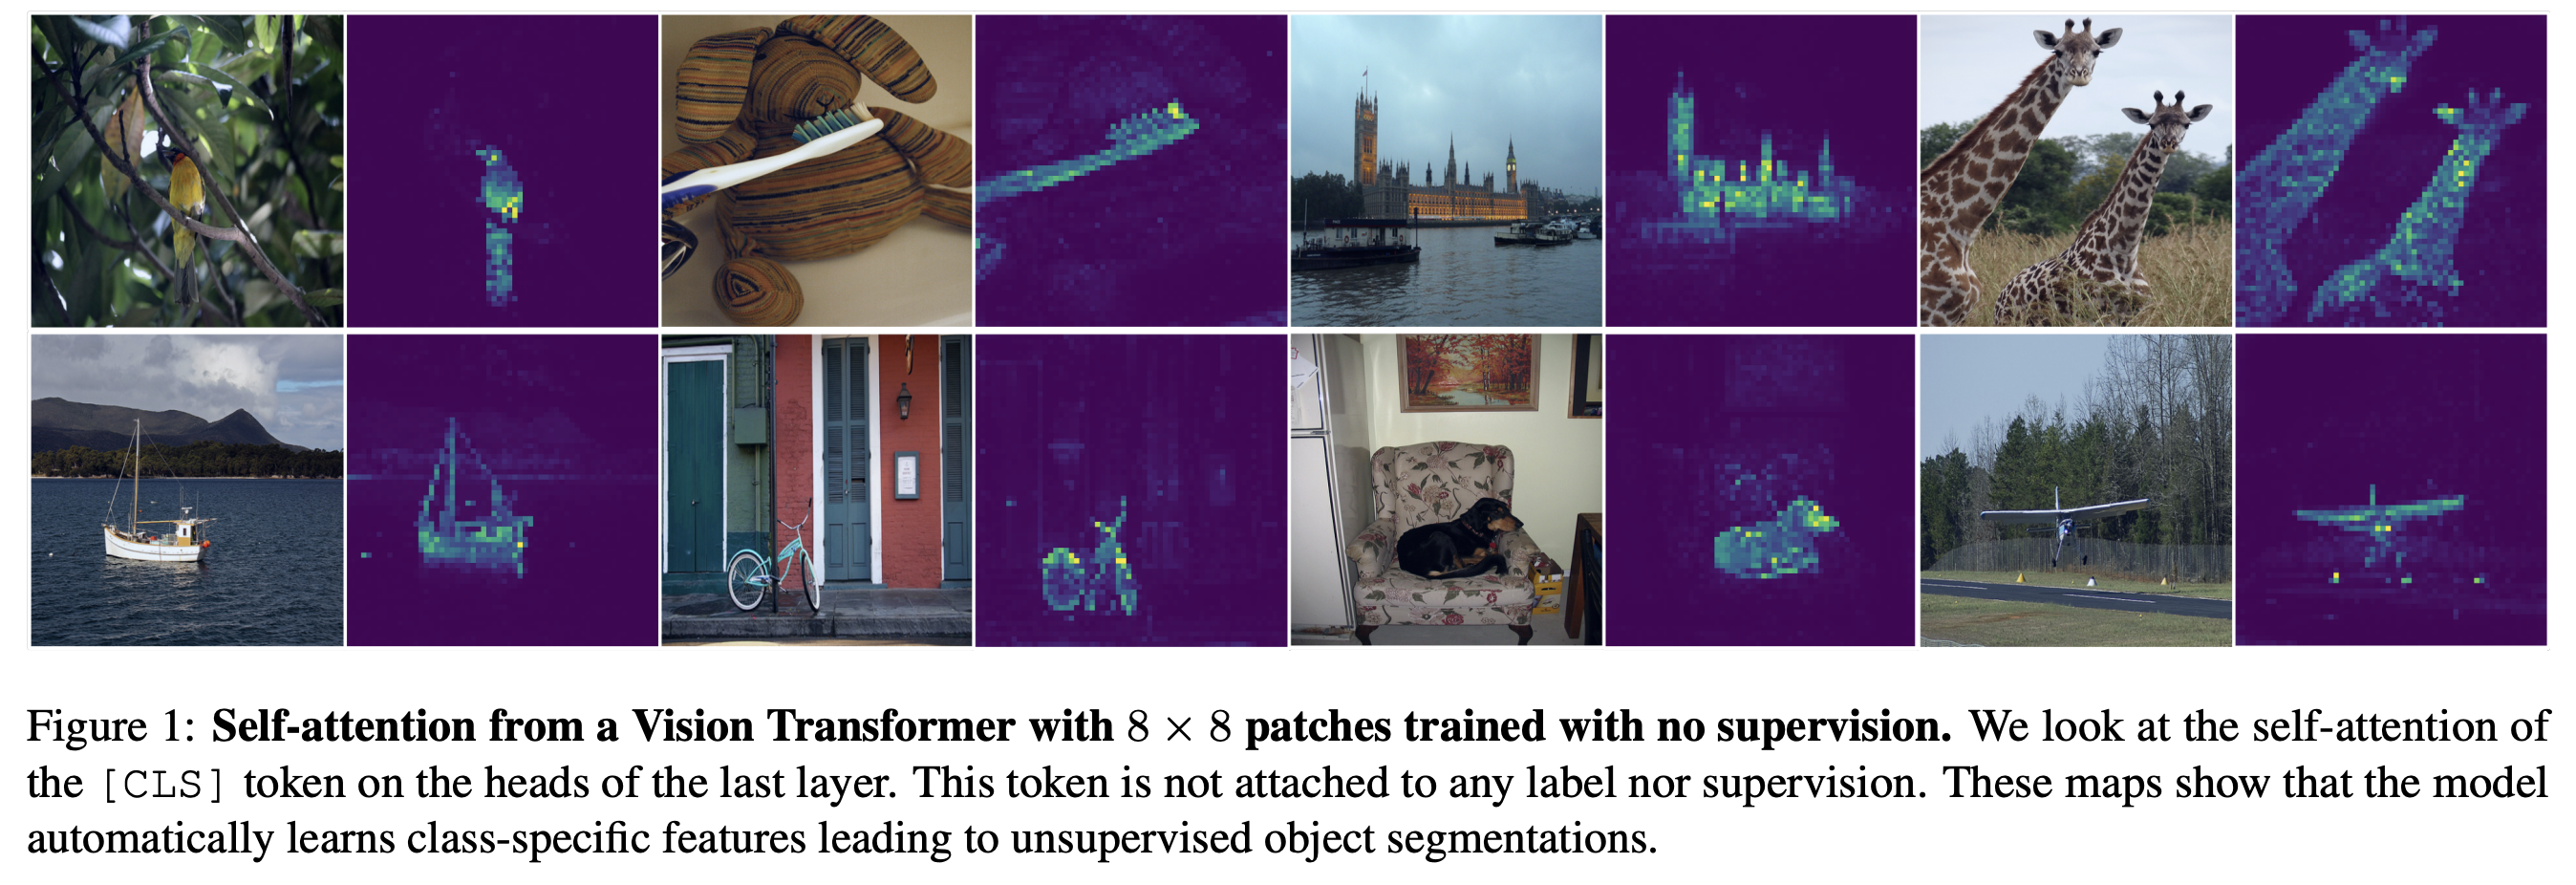 Figure 1: Self-attention from a Vision Transformer with 8 × 8 patches trained with no supervision. We look at the self-attention of
the [CLS] token on the heads of the last layer. This token is not attached to any label nor supervision. These maps show that the model
automatically learns class-specific features leading to unsupervised object segmentations.